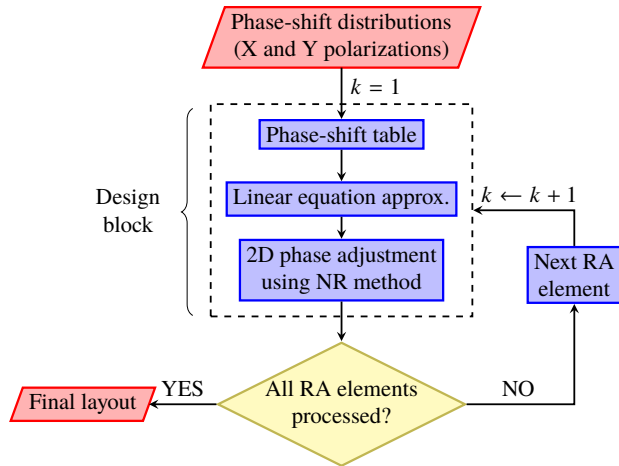 Phase-shift distributions
(X and Y polarizations)
k = 1
Phase-shift table
Linear equation approx.
2D phase adjustment
using NR method
Design
block
k ← k + 1
Next RA
element
All RA elements
processed?
YES
NO
Final layout